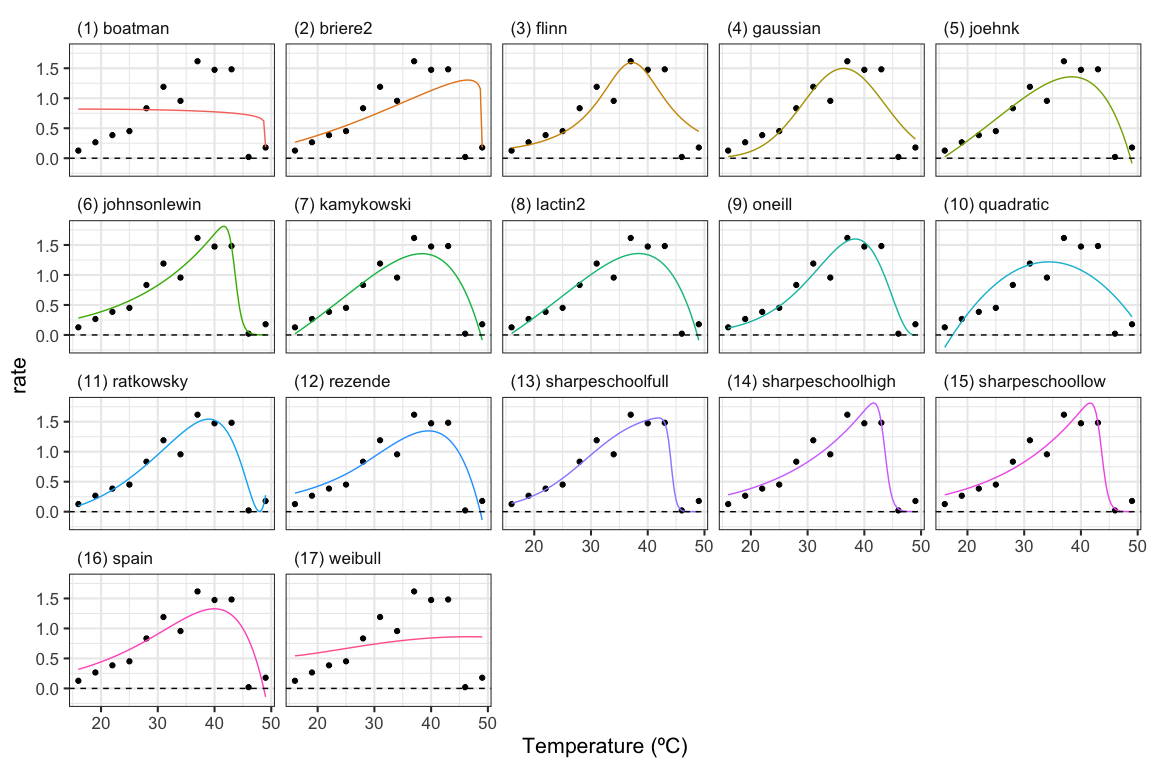 (1) boatman (2) briere2 (3) flinn (4) gaussian (5) joehnk
1.5
1.0
0.5
0.0
(6) johnsonlewin (7) kamykowski (8) lactin2 (9) oneill (10) quadratic
1.5
1.0
0.5
0.0
rate
(11) ratkowsky (12) rezende (13) sharpeschoolfull (14) sharpeschoolhigh (15) sharpeschoollow
1.5
1.0
0.5
0.0
20 30 40 50 20 30 40 50 20 30 40 50
(16) spain (17) weibull
1.5
1.0
0.5
0.0
20 30 40 50 20 30 40 50
Temperature (ºC)